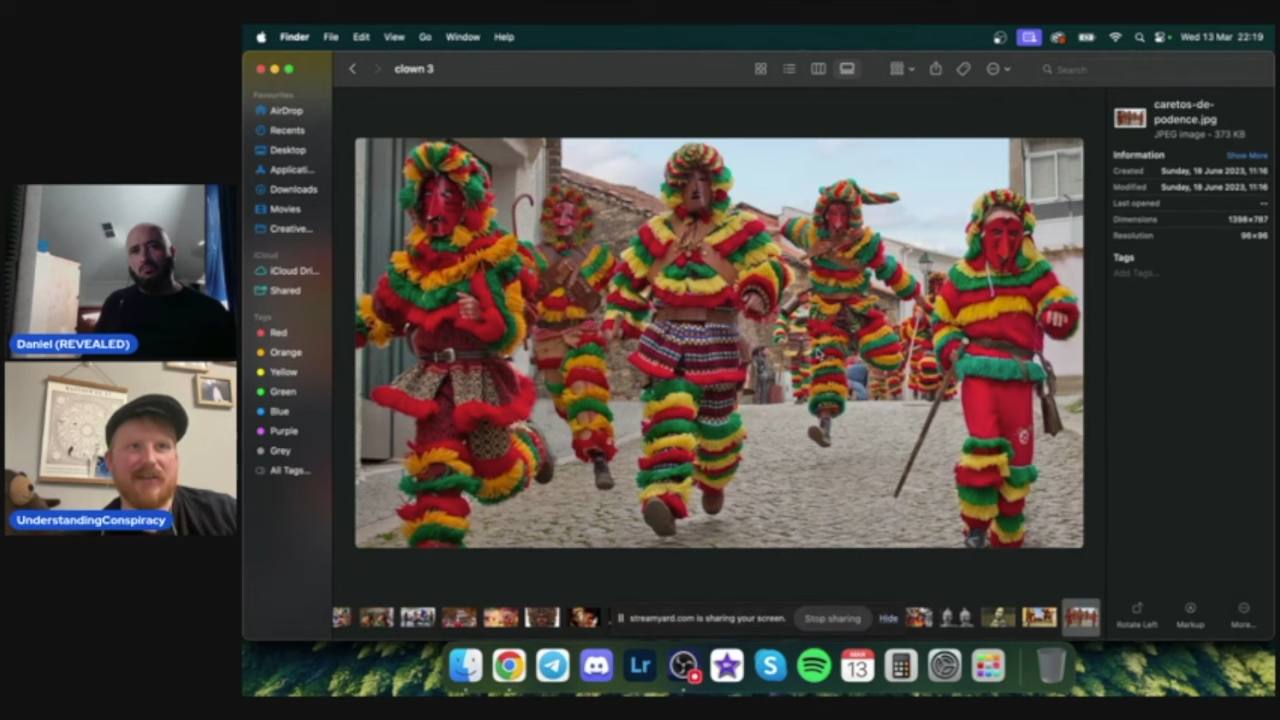 Finder File Edit View Go Window Help
Wed 13 Mar 22:19
clown 3
Search
Favourites
AirDrop
Recents
Desktop
Applicati...
Downloads
Movies
Creative...
iCloud
iCloud Dri...
Shared
Tags
Red
Orange
Yellow
Green
Blue
Purple
Grey
All Tags...
caretos-de-
podence.jpg
JPEG image - 373 KB
Information Show More
Created Sunday, 18 June 2023, 11:16
Modified Sunday, 18 June 2023, 11:16
Last opened --
Dimensions 1398×787
Resolution 96×96
Tags
Add Tags...
Daniel (REVEALED)
UnderstandingConspiracy
streamyard.com is sharing your screen. Stop sharing Hide
Rotate Left Markup More...
Lr
MAR
13